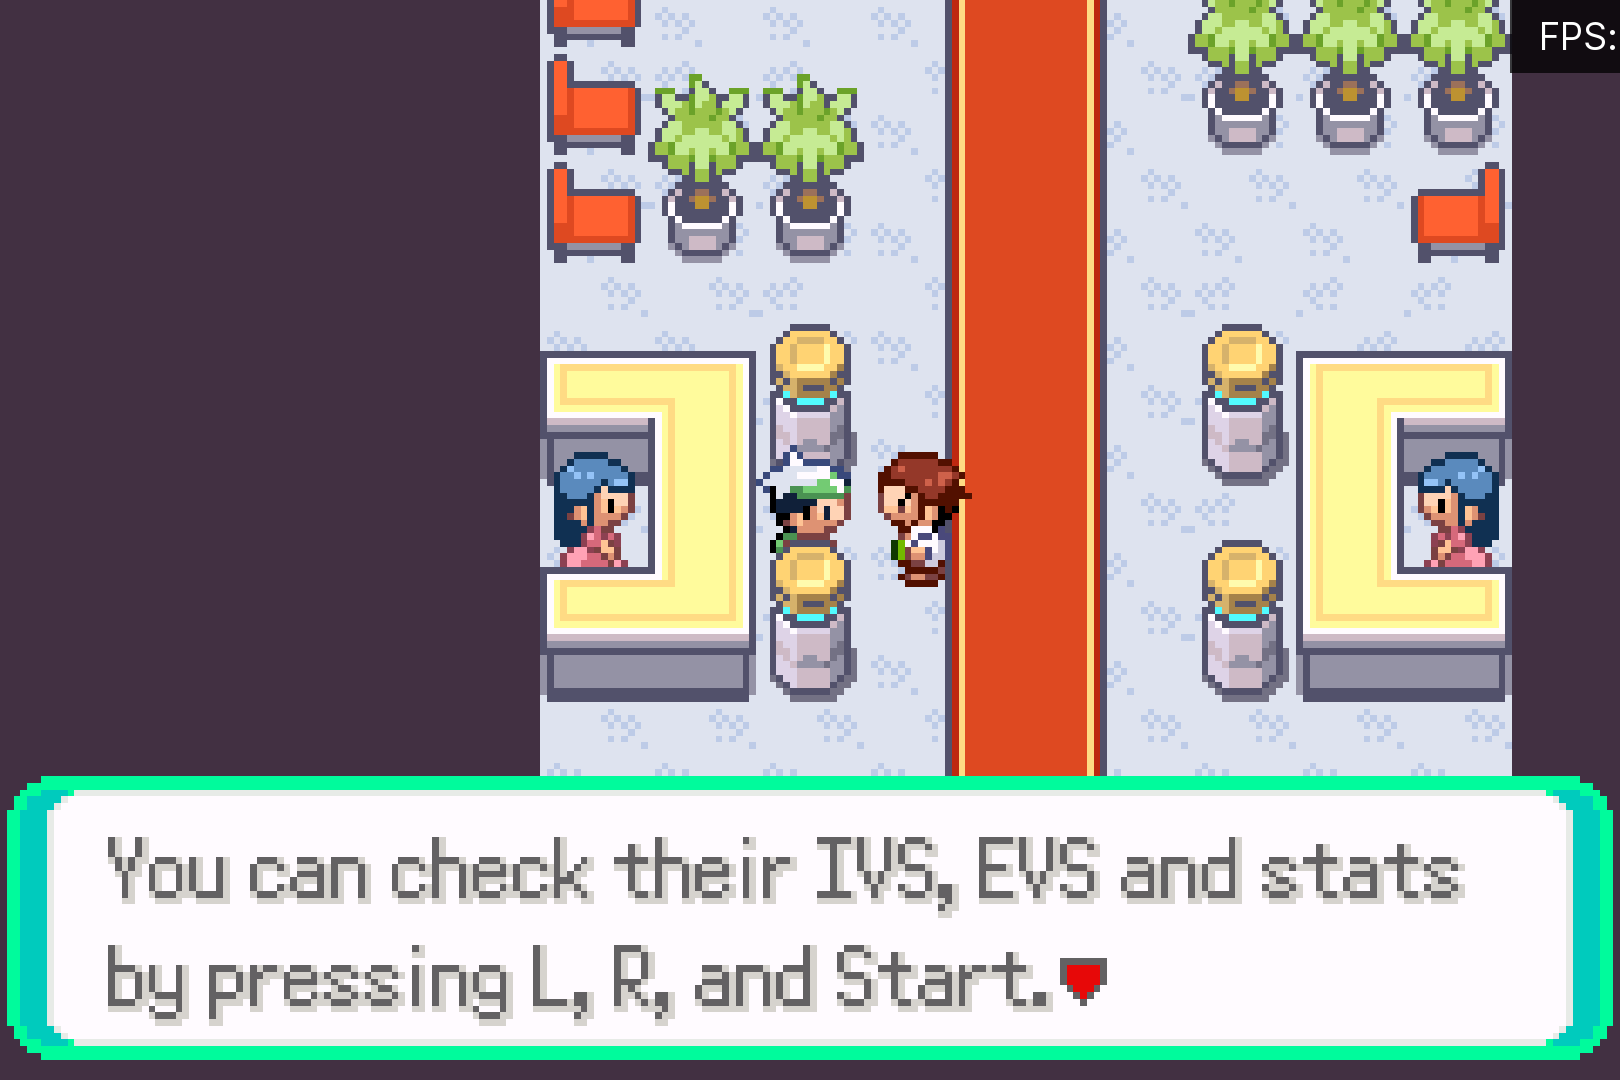 FPS:
You can check their IVS, EVS and stats
by pressing L, R, and Start.